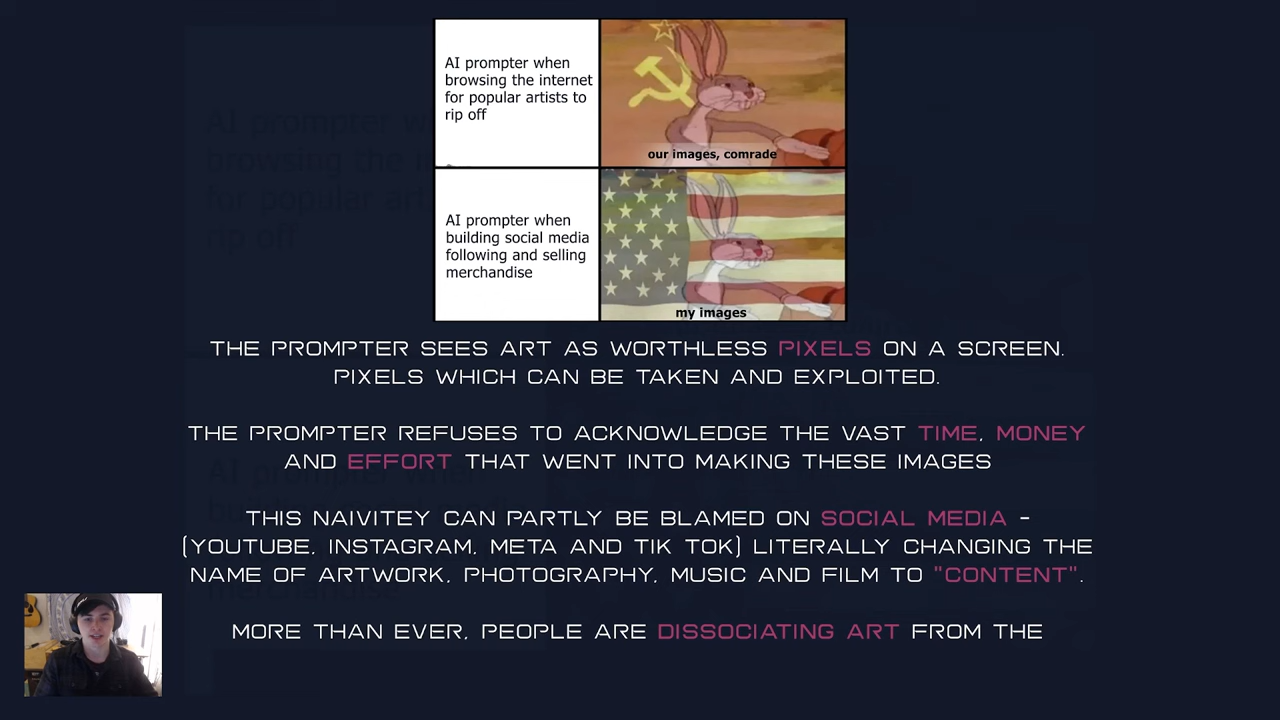 AI prompter when
browsing the internet
for popular artists to
rip off
our images, comrade
AI prompter when
building social media
following and selling
merchandise
my images
THE PROMPTER SEES ART AS WORTHLESS PIXELS ON A SCREEN.
PIXELS WHICH CAN BE TAKEN AND EXPLOITED.
THE PROMPTER REFUSES TO ACKNOWLEDGE THE VAST TIME, MONEY
AND EFFORT THAT WENT INTO MAKING THESE IMAGES
THIS NAIVITEY CAN PARTLY BE BLAMED ON SOCIAL MEDIA -
(YOUTUBE, INSTAGRAM, META AND TIK TOK) LITERALLY CHANGING THE
NAME OF ARTWORK, PHOTOGRAPHY, MUSIC AND FILM TO "CONTENT".
MORE THAN EVER, PEOPLE ARE DISSOCIATING ART FROM THE